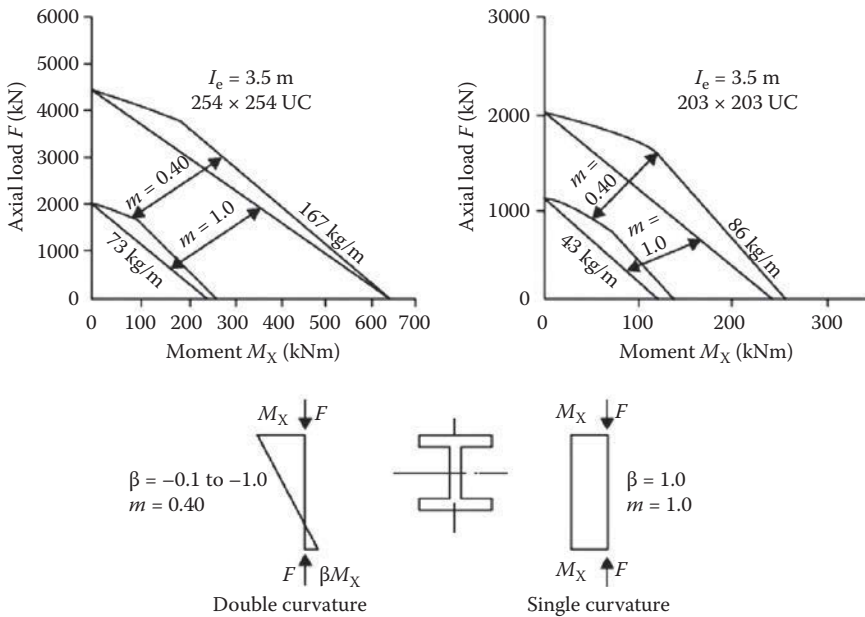 6000
5000
4000
3000
2000
1000
0
Axial load F (kN)
I_e = 3.5 m
254 × 254 UC
m = 0.40
m = 1.0
167 kg/m
73 kg/m
0 100 200 300 400 500 600 700
Moment M_X (kNm)
3000
2000
1000
0
Axial load F (kN)
I_e = 3.5 m
203 × 203 UC
m =
0.40
m =
1.0
86 kg/m
43 kg/m
0 100 200 300
Moment M_X (kNm)
M_X F
β = −0.1 to −1.0
m = 0.40
F βM_X
Double curvature
M_X F
β = 1.0
m = 1.0
M_X F
Single curvature